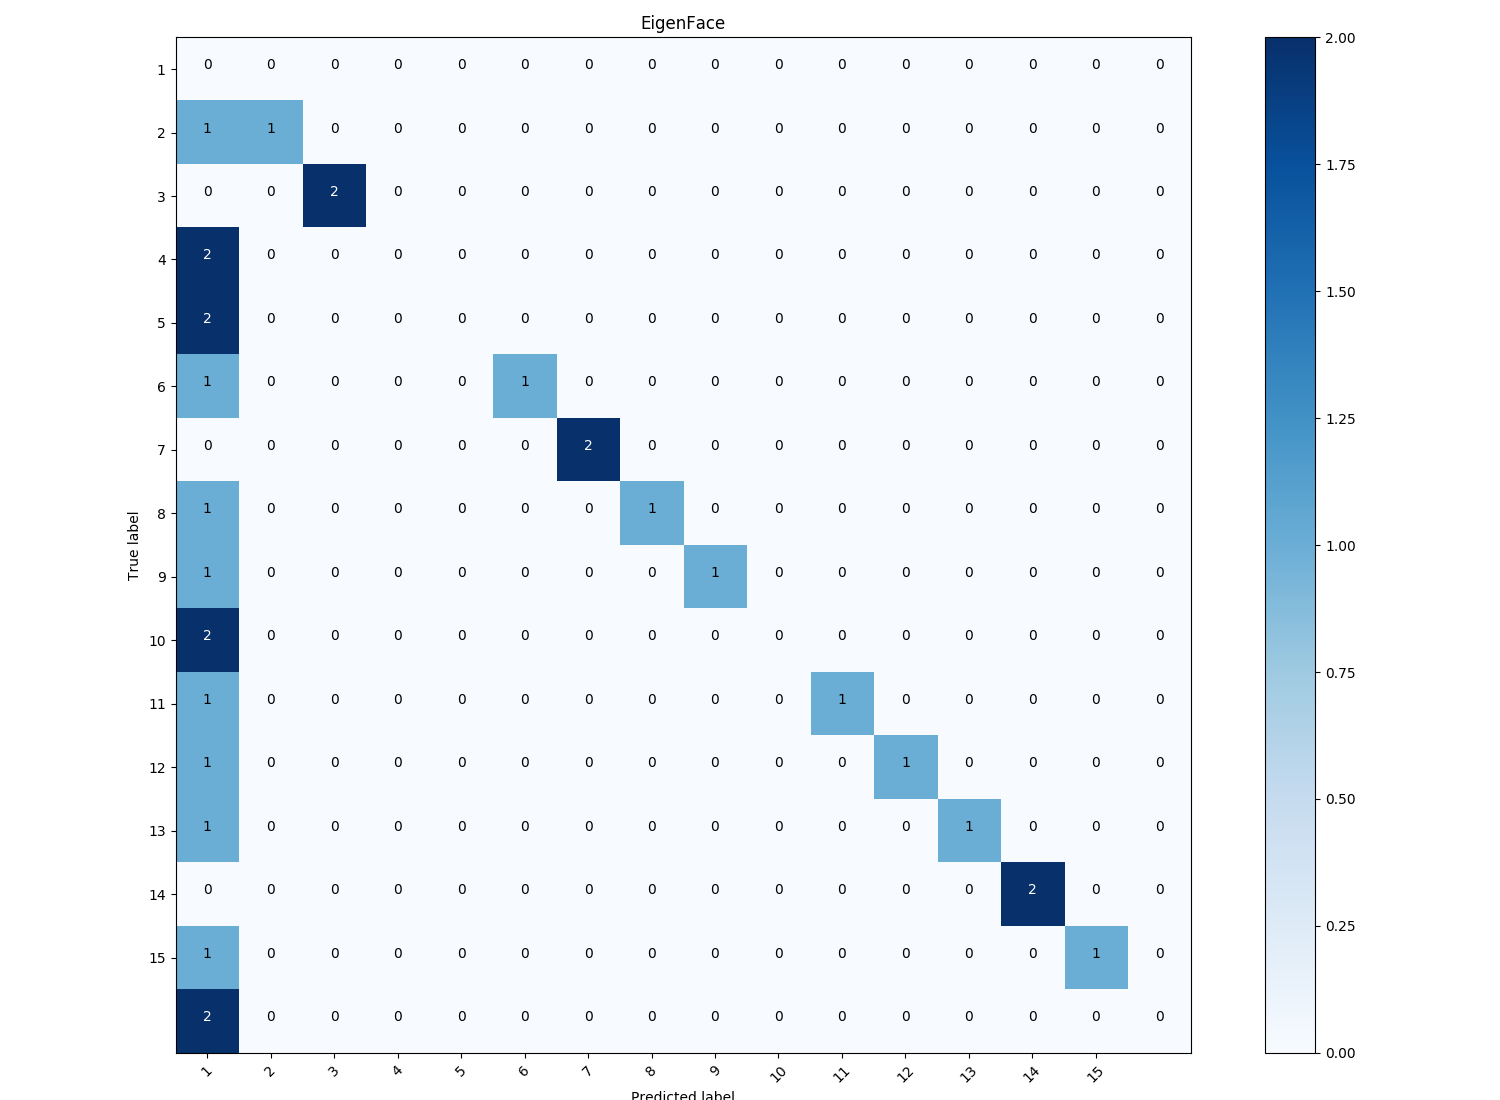 EigenFace
1 0 0 0 0 0 0 0 0 0 0 0 0 0 0 0 0
2 1 1 0 0 0 0 0 0 0 0 0 0 0 0 0 0
3 0 0 2 0 0 0 0 0 0 0 0 0 0 0 0 0
4 2 0 0 0 0 0 0 0 0 0 0 0 0 0 0 0
5 2 0 0 0 0 0 0 0 0 0 0 0 0 0 0 0
6 1 0 0 0 0 1 0 0 0 0 0 0 0 0 0 0
7 0 0 0 0 0 0 2 0 0 0 0 0 0 0 0 0
8 1 0 0 0 0 0 0 1 0 0 0 0 0 0 0 0
9 1 0 0 0 0 0 0 0 1 0 0 0 0 0 0 0
10 2 0 0 0 0 0 0 0 0 0 0 0 0 0 0 0
11 1 0 0 0 0 0 0 0 0 0 1 0 0 0 0 0
12 1 0 0 0 0 0 0 0 0 0 0 1 0 0 0 0
13 1 0 0 0 0 0 0 0 0 0 0 0 1 0 0 0
14 0 0 0 0 0 0 0 0 0 0 0 0 0 2 0 0
15 1 0 0 0 0 0 0 0 0 0 0 0 0 0 1 0
2 0 0 0 0 0 0 0 0 0 0 0 0 0 0 0
1 2 3 4 5 6 7 8 9 10 11 12 13 14 15
True label
Predicted label
2.00
1.75
1.50
1.25
1.00
0.75
0.50
0.25
0.00